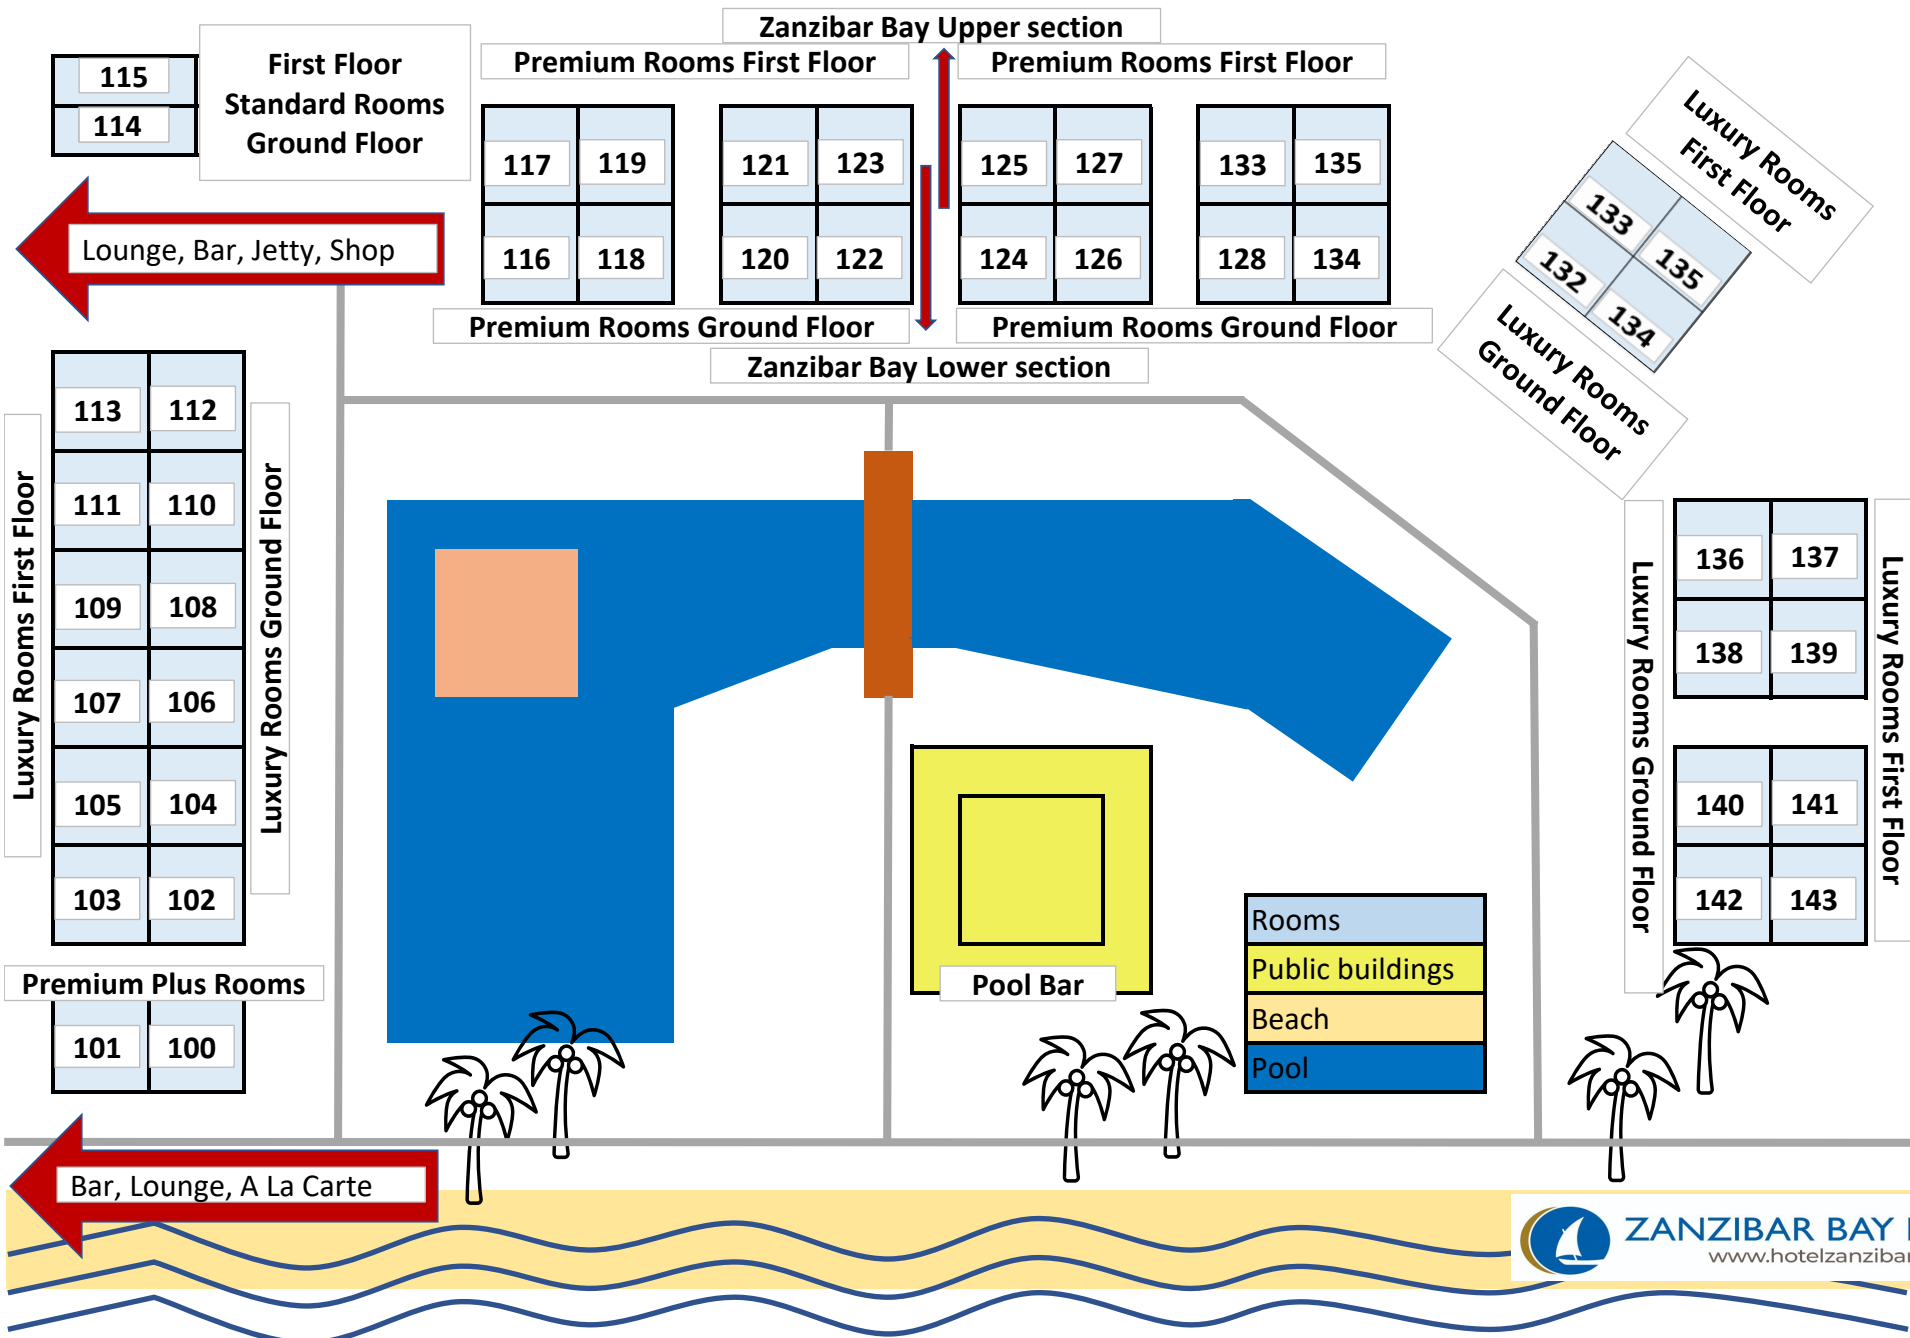 Zanzibar Bay Upper section
115
114
First Floor
Standard Rooms
Ground Floor
Premium Rooms First Floor
Premium Rooms First Floor
117 119 121 123 125 127 133 135
116 118 120 122 124 126 128 134
Premium Rooms Ground Floor
Premium Rooms Ground Floor
Zanzibar Bay Lower section
Lounge, Bar, Jetty, Shop
Luxury Rooms
First Floor
133
135
132
134
Luxury Rooms
Ground Floor
Luxury Rooms First Floor
113 112
111 110
109 108
107 106
105 104
103 102
Luxury Rooms Ground Floor
Premium Plus Rooms
101 100
Luxury Rooms Ground Floor
136 137
138 139
140 141
142 143
Luxury Rooms First Floor
Pool Bar
Rooms
Public buildings
Beach
Pool
Bar, Lounge, A La Carte
ZANZIBAR BAY
www.hotelzanzibar